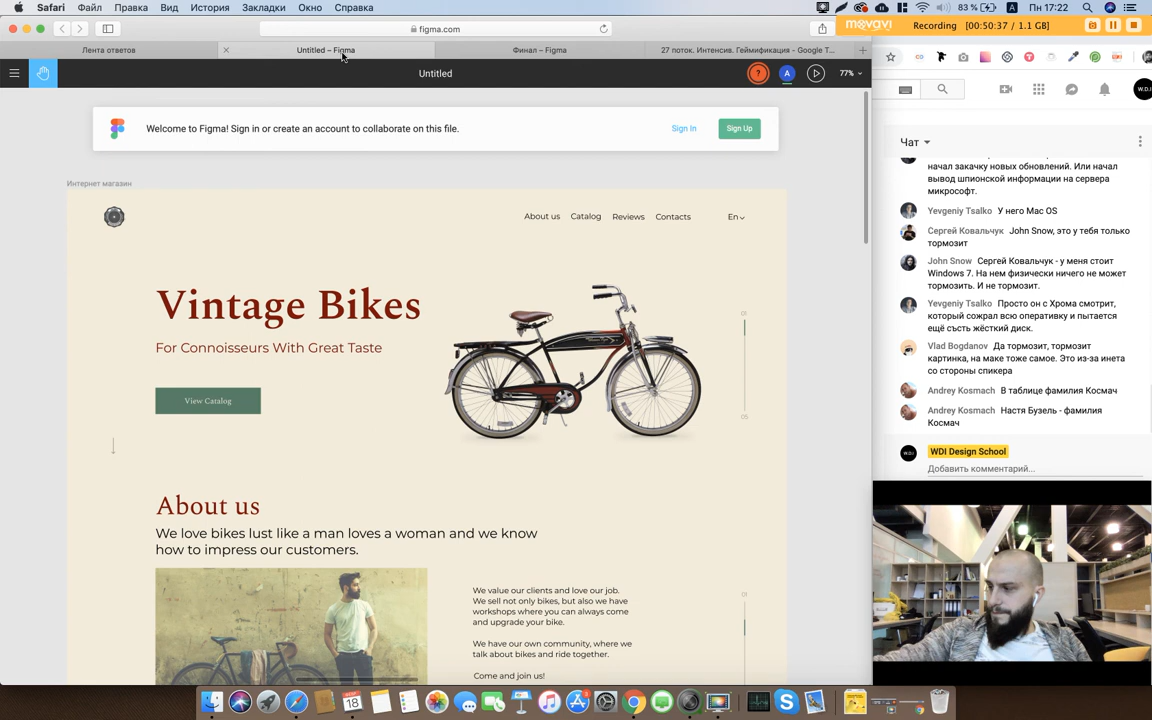 Safari Файл Правка Вид История Закладки Окно Справка
83 % Пн 17:22
movavi Recording [00:50:37 / 1.1 GB]
figma.com
Лента ответов Untitled – Figma Финал – Figma 27 поток. Интенсив. Геймификация - Google Т...
Untitled
? A 77%
Welcome to Figma! Sign in or create an account to collaborate on this file. Sign In Sign Up
Интернет магазин
About us Catalog Reviews Contacts En
Vintage Bikes
For Connoisseurs With Great Taste
View Catalog
01
05
About us
We love bikes lust like a man loves a woman and we know
how to impress our customers.
We value our clients and love our job.
We sell not only bikes, but also we have
workshops where you can always come
and upgrade your bike.
We have our own community, where we
talk about bikes and ride together.
Come and join us!
01
Чат
начал закачку новых обновлений. Или начал
вывод шпионской информации на сервера
микрософт.
Yevgeniy Tsalko У него Mac OS
Сергей Ковальчук John Snow, это у тебя только
тормозит
John Snow Сергей Ковальчук - у меня стоит
Windows 7. На нем физически ничего не может
тормозить. И не тормозит.
Yevgeniy Tsalko Просто он с Хрома смотрит,
который сожрал всю оперативку и пытается
ещё състь жёсткий диск.
Vlad Bogdanov Да тормозит, тормозит
картинка, на маке тоже самое. Это из-за инета
со стороны спикера
Andrey Kosmach В таблице фамилия Космач
Andrey Kosmach Настя Бузель - фамилия
Космач
WDI Design School
Добавить комментарий...
18